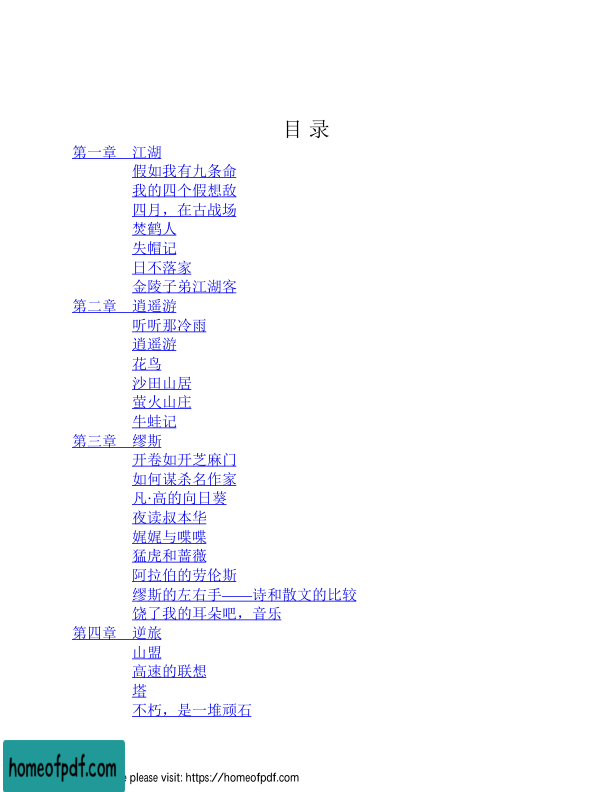 目 录
第一章 江湖
假如我有九条命
我的四个假想敌
四月，在古战场
焚鹤人
失帽记
日不落家
金陵子弟江湖客
第二章 逍遥游
听听那冷雨
逍遥游
花鸟
沙田山居
萤火山庄
牛蛙记
第三章 缪斯
开卷如开芝麻门
如何谋杀名作家
凡·高的向日葵
夜读叔本华
娓娓与喋喋
猛虎和蔷薇
阿拉伯的劳伦斯
缪斯的左右手——诗和散文的比较
饶了我的耳朵吧，音乐
第四章 逆旅
山盟
高速的联想
塔
不朽，是一堆顽石
homeofpdf.com
please visit: https://homeofpdf.com